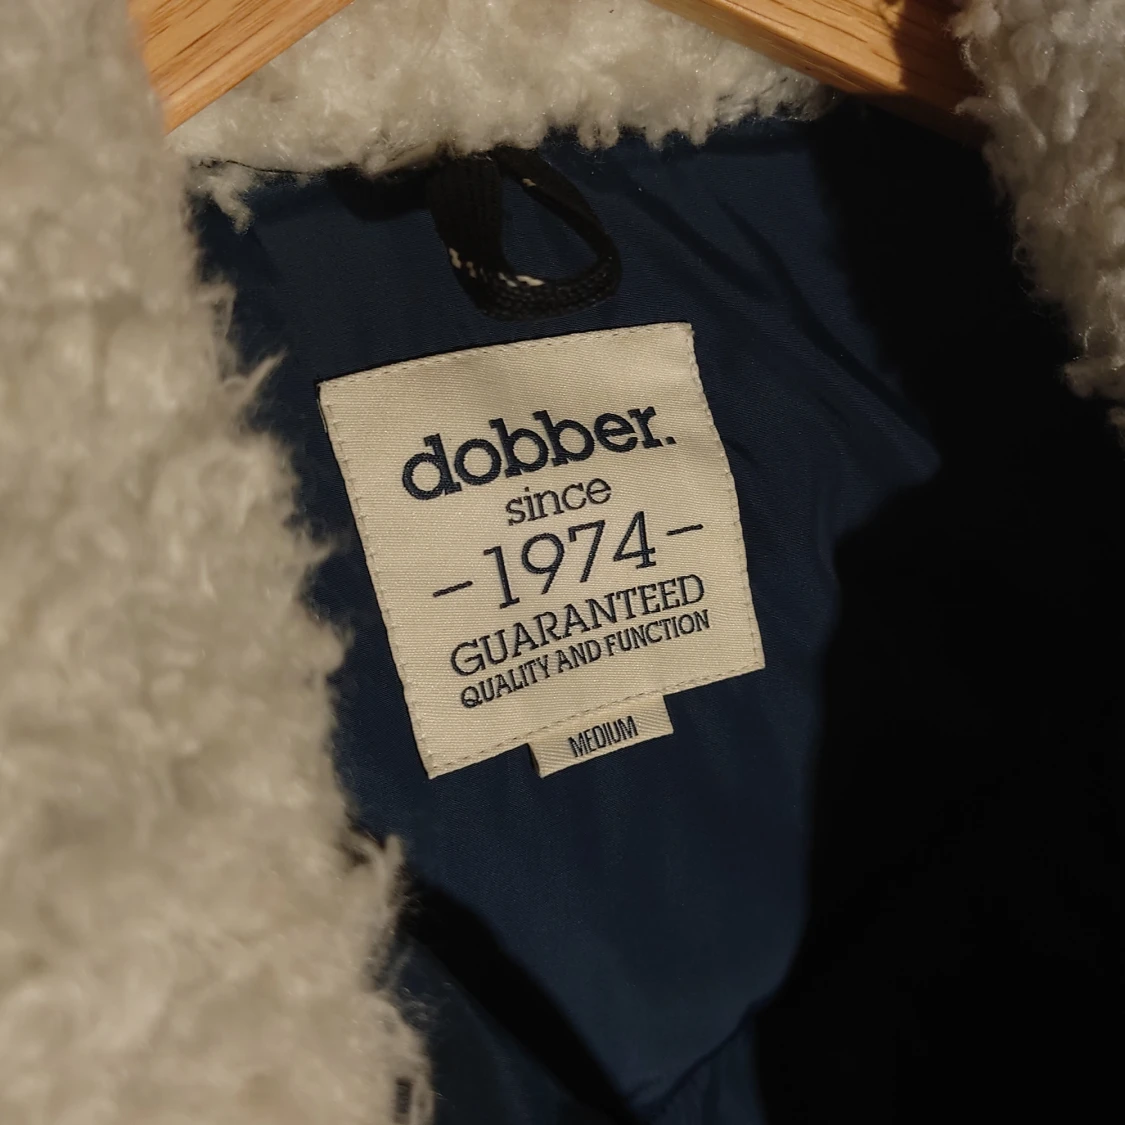 dobber.
since
-1974-
GUARANTEED
QUALITY AND FUNCTION
MEDIUM